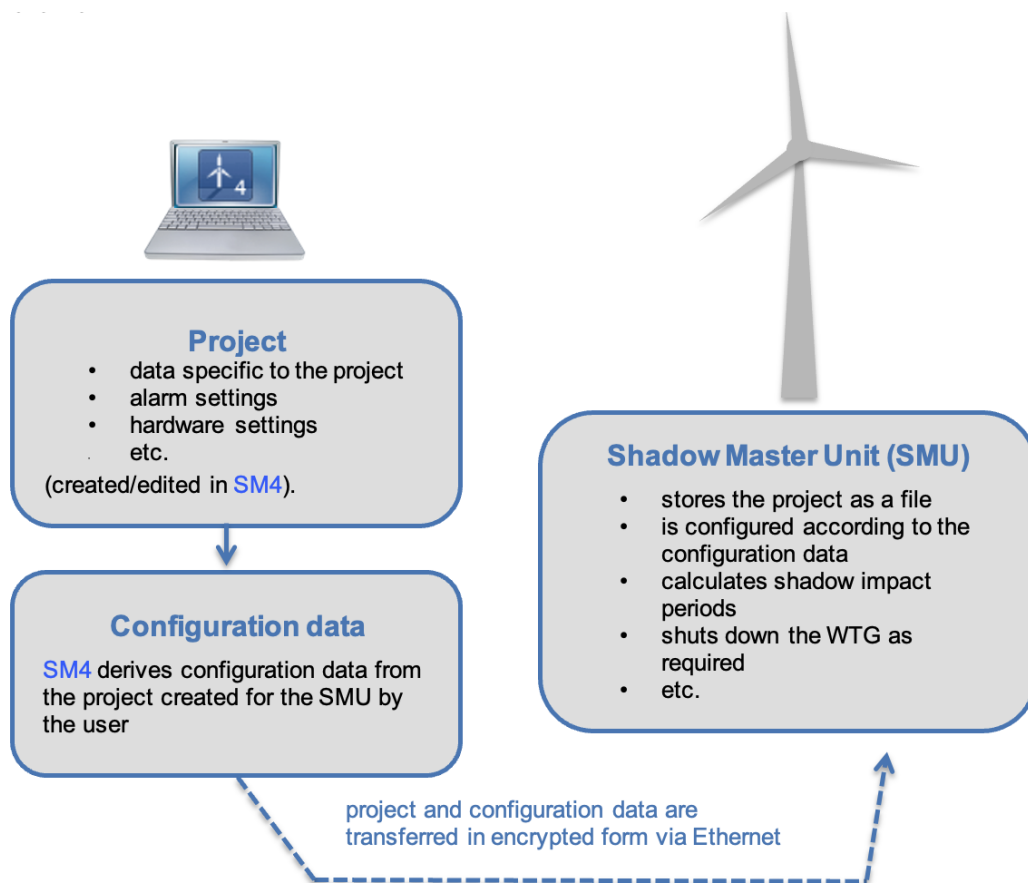 4
Project
• data specific to the project
• alarm settings
• hardware settings
. etc.
(created/edited in SM4).
Configuration data
SM4 derives configuration data from
the project created for the SMU by
the user
Shadow Master Unit (SMU)
• stores the project as a file
• is configured according to the
configuration data
• calculates shadow impact
periods
• shuts down the WTG as
required
• etc.
project and configuration data are
transferred in encrypted form via Ethernet